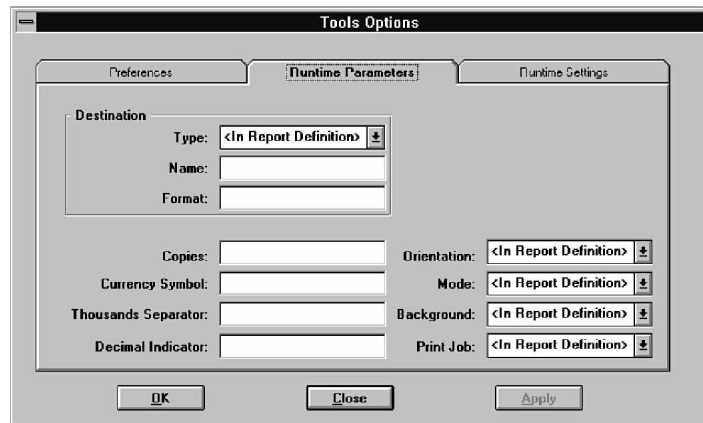 Tools Options
Preferences Runtime Parameters Runtime Settings
Destination
Type: <In Report Definition>
Name:
Format:
Copies: Orientation: <In Report Definition>
Currency Symbol: Mode: <In Report Definition>
Thousands Separator: Background: <In Report Definition>
Decimal Indicator: Print Job: <In Report Definition>
OK Close Apply